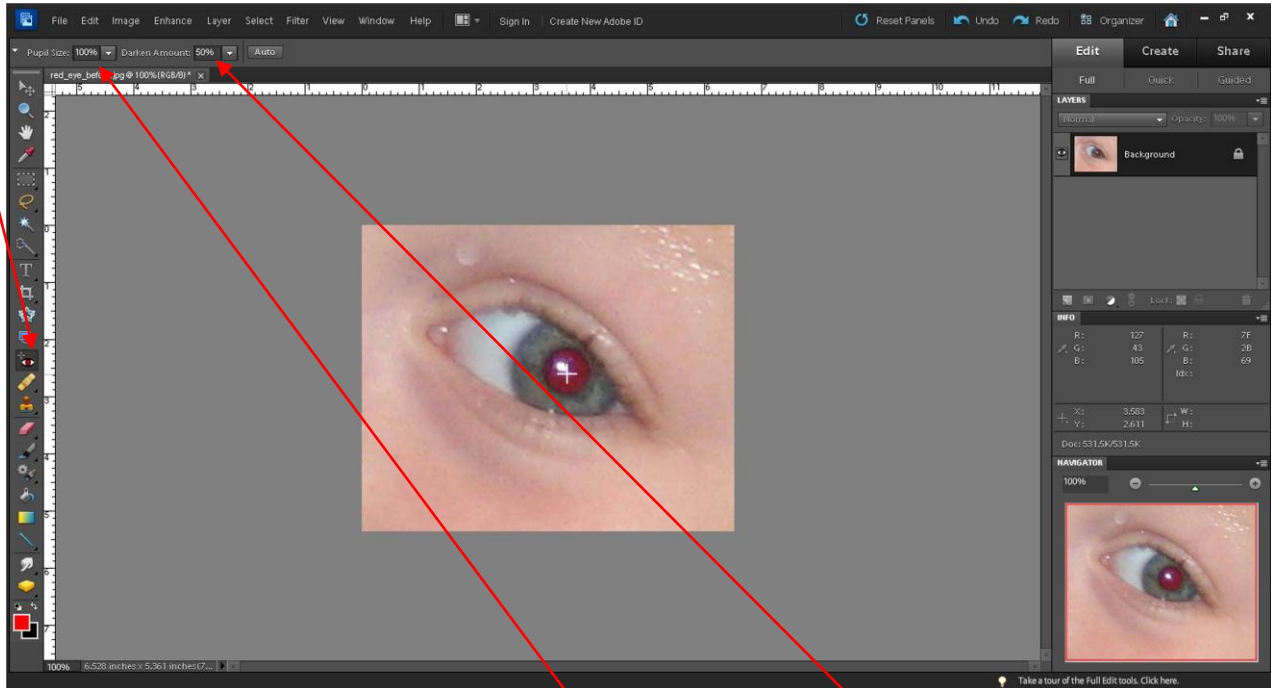 File Edit Image Enhance Layer Select Filter View Window Help Sign In Create New Adobe ID Reset Panels Undo Redo Organizer
Pupil Size: 100% Darken Amount: 50% Auto
Edit Create Share
Full Quick Guided
LAYERS
Normal Opacity: 100%
Background
Lock:
INFO
R: 127 R: 7F
G: 43 G: 2B
B: 105 B: 69
Idx:
X: 3.583 W:
Y: 2.611 H:
Doc: 531.5K/531.5K
NAVIGATOR
100%
100% 6.528 inches x 5.361 inches (7...
Take a tour of the Full Edit tools. Click here.